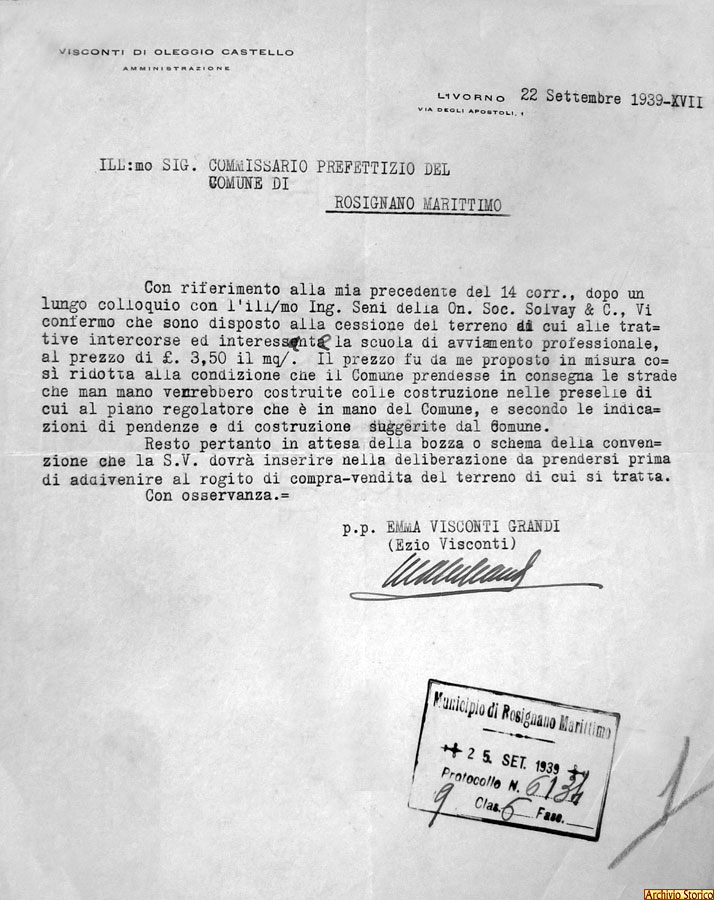 VISCONTI DI OLEGGIO CASTELLO
AMMINISTRAZIONE
LIVORNO 22 Settembre 1939-XVII
VIA DEGLI APOSTOLI, 1
ILL:mo SIG. COMMISSARIO PREFETTIZIO DEL
COMUNE DI
ROSIGNANO MARITTIMO
Con riferimento alla mia precedente del 14 corr., dopo un
lungo colloquio con l'ill/mo Ing. Seni della On. Soc. Solvay & C., Vi
confermo che sono disposto alla cessione del terreno di cui alle trat=
tive intercorse ed interessante la scuola di avviamento professionale,
al prezzo di £. 3,50 il mq/. Il prezzo fu da me proposto in misura co=
sì ridotta alla condizione che il Comune prendesse in consegna le strade
che man mano verrebbero costruite colle costruzione nelle preselle di
cui al piano regolatore che è in mano del Comune, e secondo le indica=
zioni di pendenze e di costruzione suggerite dal Comune.
Resto pertanto in attesa della bozza o schema della conven=
zione che la S.V. dovrà inserire nella deliberazione da prendersi prima
di addivenire al rogito di compra-vendita del terreno di cui si tratta.
Con osservanza.=
p.p. EMMA VISCONTI GRANDI
(Ezio Visconti)
Municipio di Rosignano Marittimo
25. SET. 1939
Protocollo N. 6134
9 Clas. 6 Fasc.
Archivio Storico